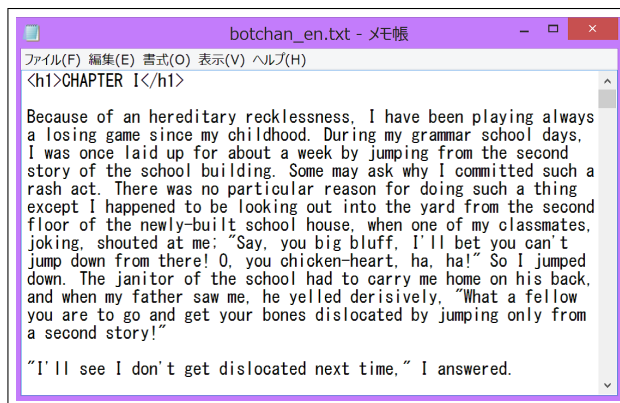 botchan_en.txt - メモ帳
ファイル(F) 編集(E) 書式(O) 表示(V) ヘルプ(H)
<h1>CHAPTER I</h1>
Because of an hereditary recklessness, I have been playing always
a losing game since my childhood. During my grammar school days,
I was once laid up for about a week by jumping from the second
story of the school building. Some may ask why I committed such a
rash act. There was no particular reason for doing such a thing
except I happened to be looking out into the yard from the second
floor of the newly-built school house, when one of my classmates,
joking, shouted at me; "Say, you big bluff, I'll bet you can't
jump down from there! O, you chicken-heart, ha, ha!" So I jumped
down. The janitor of the school had to carry me home on his back,
and when my father saw me, he yelled derisively, "What a fellow
you are to go and get your bones dislocated by jumping only from
a second story!"
"I'll see I don't get dislocated next time," I answered.